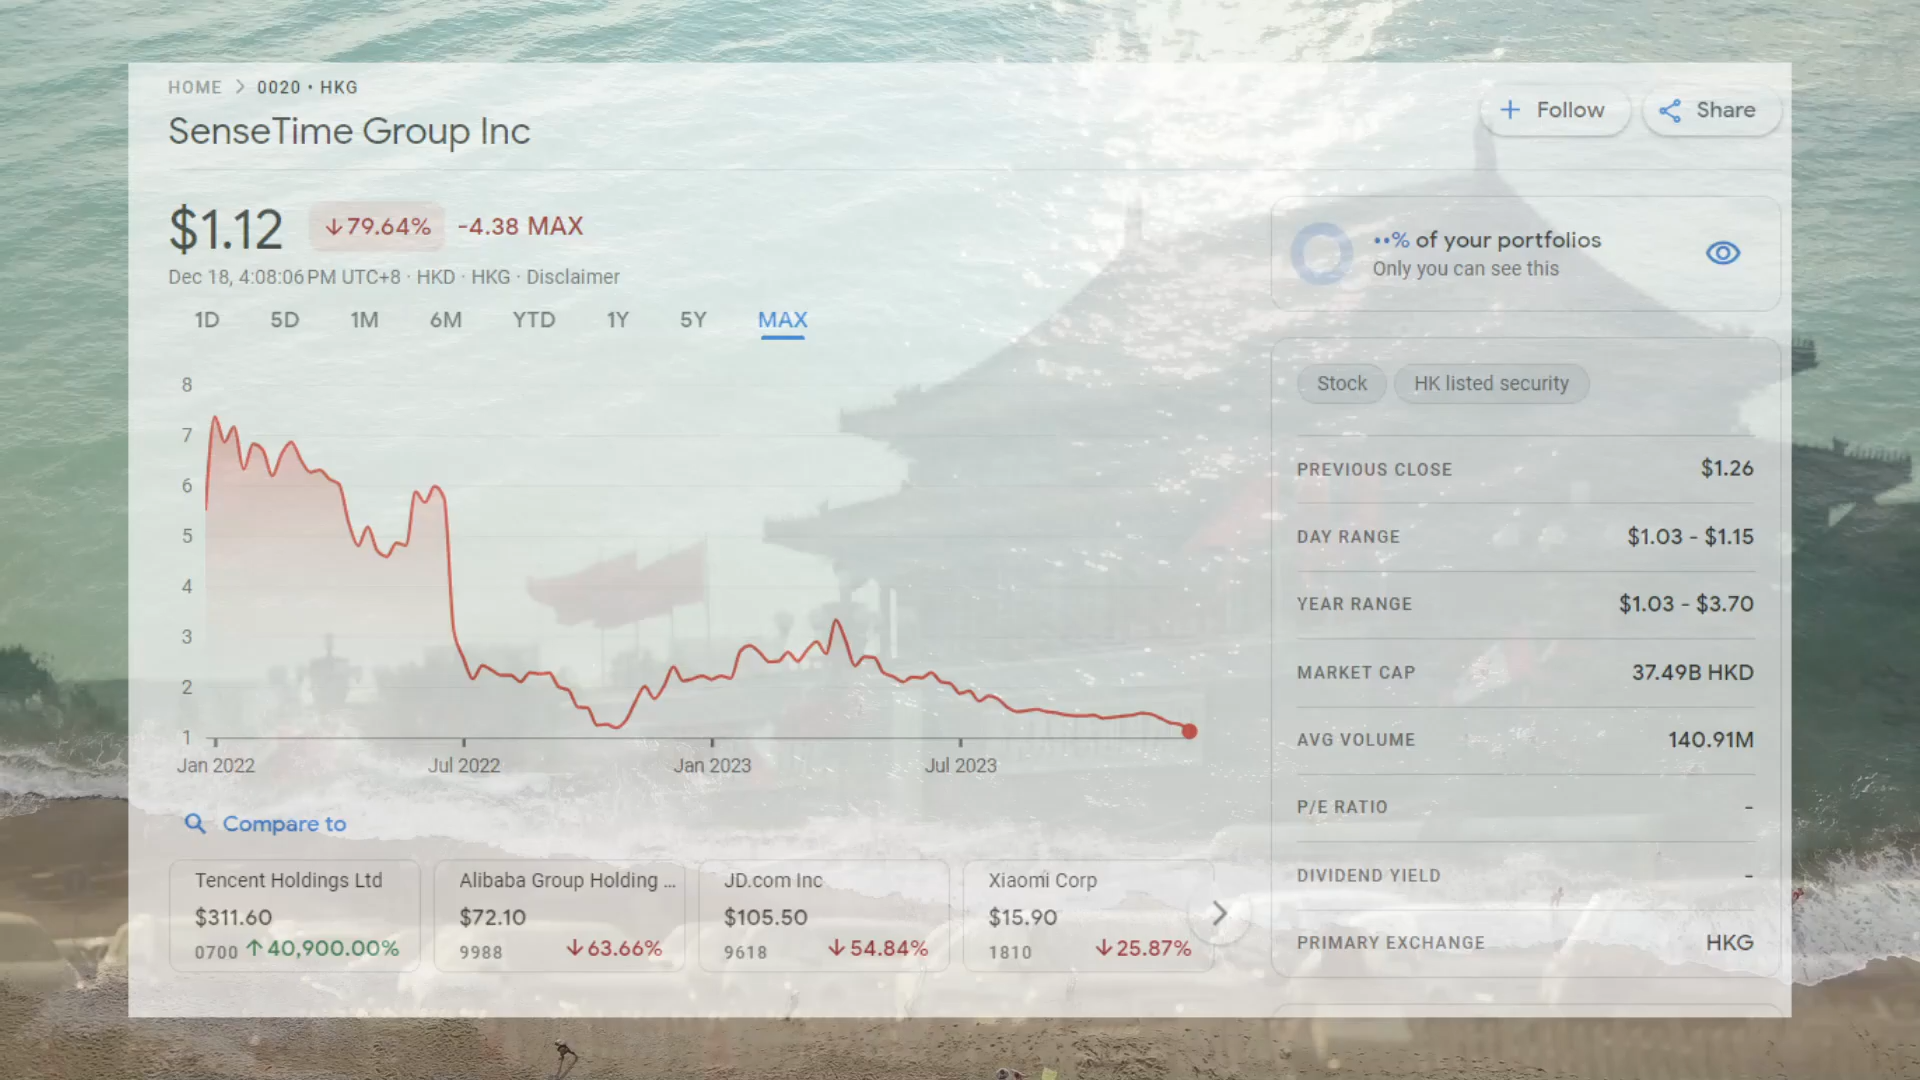 HOME > 0020 • HKG
SenseTime Group Inc
Follow
Share
$1.12
↓79.64%
-4.38 MAX
Dec 18, 4:08:06 PM UTC+8 · HKD · HKG · Disclaimer
1D 5D 1M 6M YTD 1Y 5Y MAX
8
7
6
5
4
3
2
1
Jan 2022 Jul 2022 Jan 2023 Jul 2023
Compare to
Tencent Holdings Ltd
$311.60
0700 ↑40,900.00%
Alibaba Group Holding ...
$72.10
9988 ↓63.66%
JD.com Inc
$105.50
9618 ↓54.84%
Xiaomi Corp
$15.90
1810 ↓25.87%
••% of your portfolios
Only you can see this
Stock
HK listed security
PREVIOUS CLOSE $1.26
DAY RANGE $1.03 - $1.15
YEAR RANGE $1.03 - $3.70
MARKET CAP 37.49B HKD
AVG VOLUME 140.91M
P/E RATIO -
DIVIDEND YIELD -
PRIMARY EXCHANGE HKG